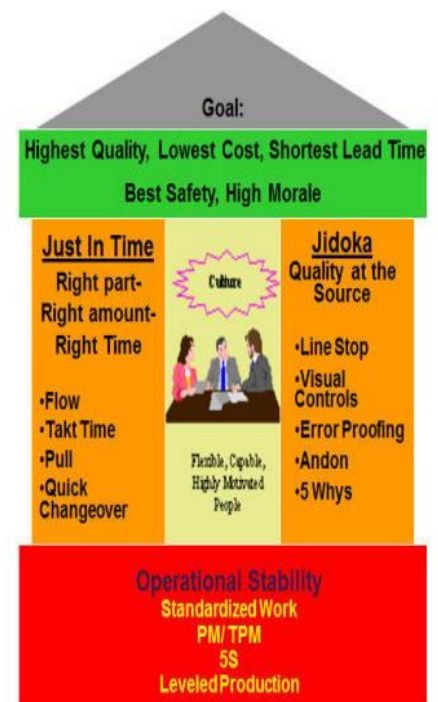 Goal:
Highest Quality, Lowest Cost, Shortest Lead Time
Best Safety, High Morale
Just In Time
Right part-
Right amount-
Right Time
•Flow
•Takt Time
•Pull
•Quick
Changeover
Culture
Flexible, Capable,
Highly Motivated
People
Jidoka
Quality at the
Source
•Line Stop
•Visual
Controls
•Error Proofing
•Andon
•5 Whys
Operational Stability
Standardized Work
PM/ TPM
5S
Leveled Production